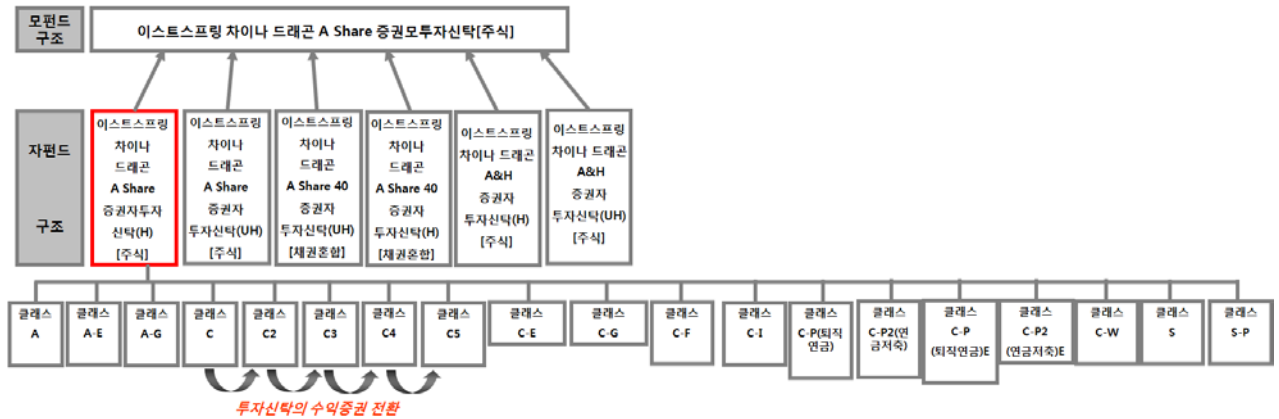 모펀드
구조
이스트스프링 차이나 드래곤 A Share 증권모투자신탁[주식]
자펀드
구조
이스트스프링
차이나
드래곤
A Share
증권자투자
신탁(H)
[주식]
이스트스프링
차이나
드래곤
A Share
증권자
투자신탁(UH)
[주식]
이스트스프링
차이나
드래곤
A Share 40
증권자
투자신탁(UH)
[채권혼합]
이스트스프링
차이나
드래곤
A Share 40
증권자
투자신탁(H)
[채권혼합]
이스트스프링
차이나 드래곤
A&H
증권자
투자신탁(H)
[주식]
이스트스프링
차이나 드래곤
A&H
증권자
투자신탁(UH)
[주식]
클래스
A
클래스
A-E
클래스
A-G
클래스
C
클래스
C2
클래스
C3
클래스
C4
클래스
C5
클래스
C-E
클래스
C-G
클래스
C-F
클래스
C-I
클래스
C-P(퇴직
연금)
클래스
C-P2(연
금저축)
클래스
C-P
(퇴직연금)E
클래스
C-P2
(연금저축)E
클래스
C-W
클래스
S
클래스
S-P
투자신탁의 수익증권 전환